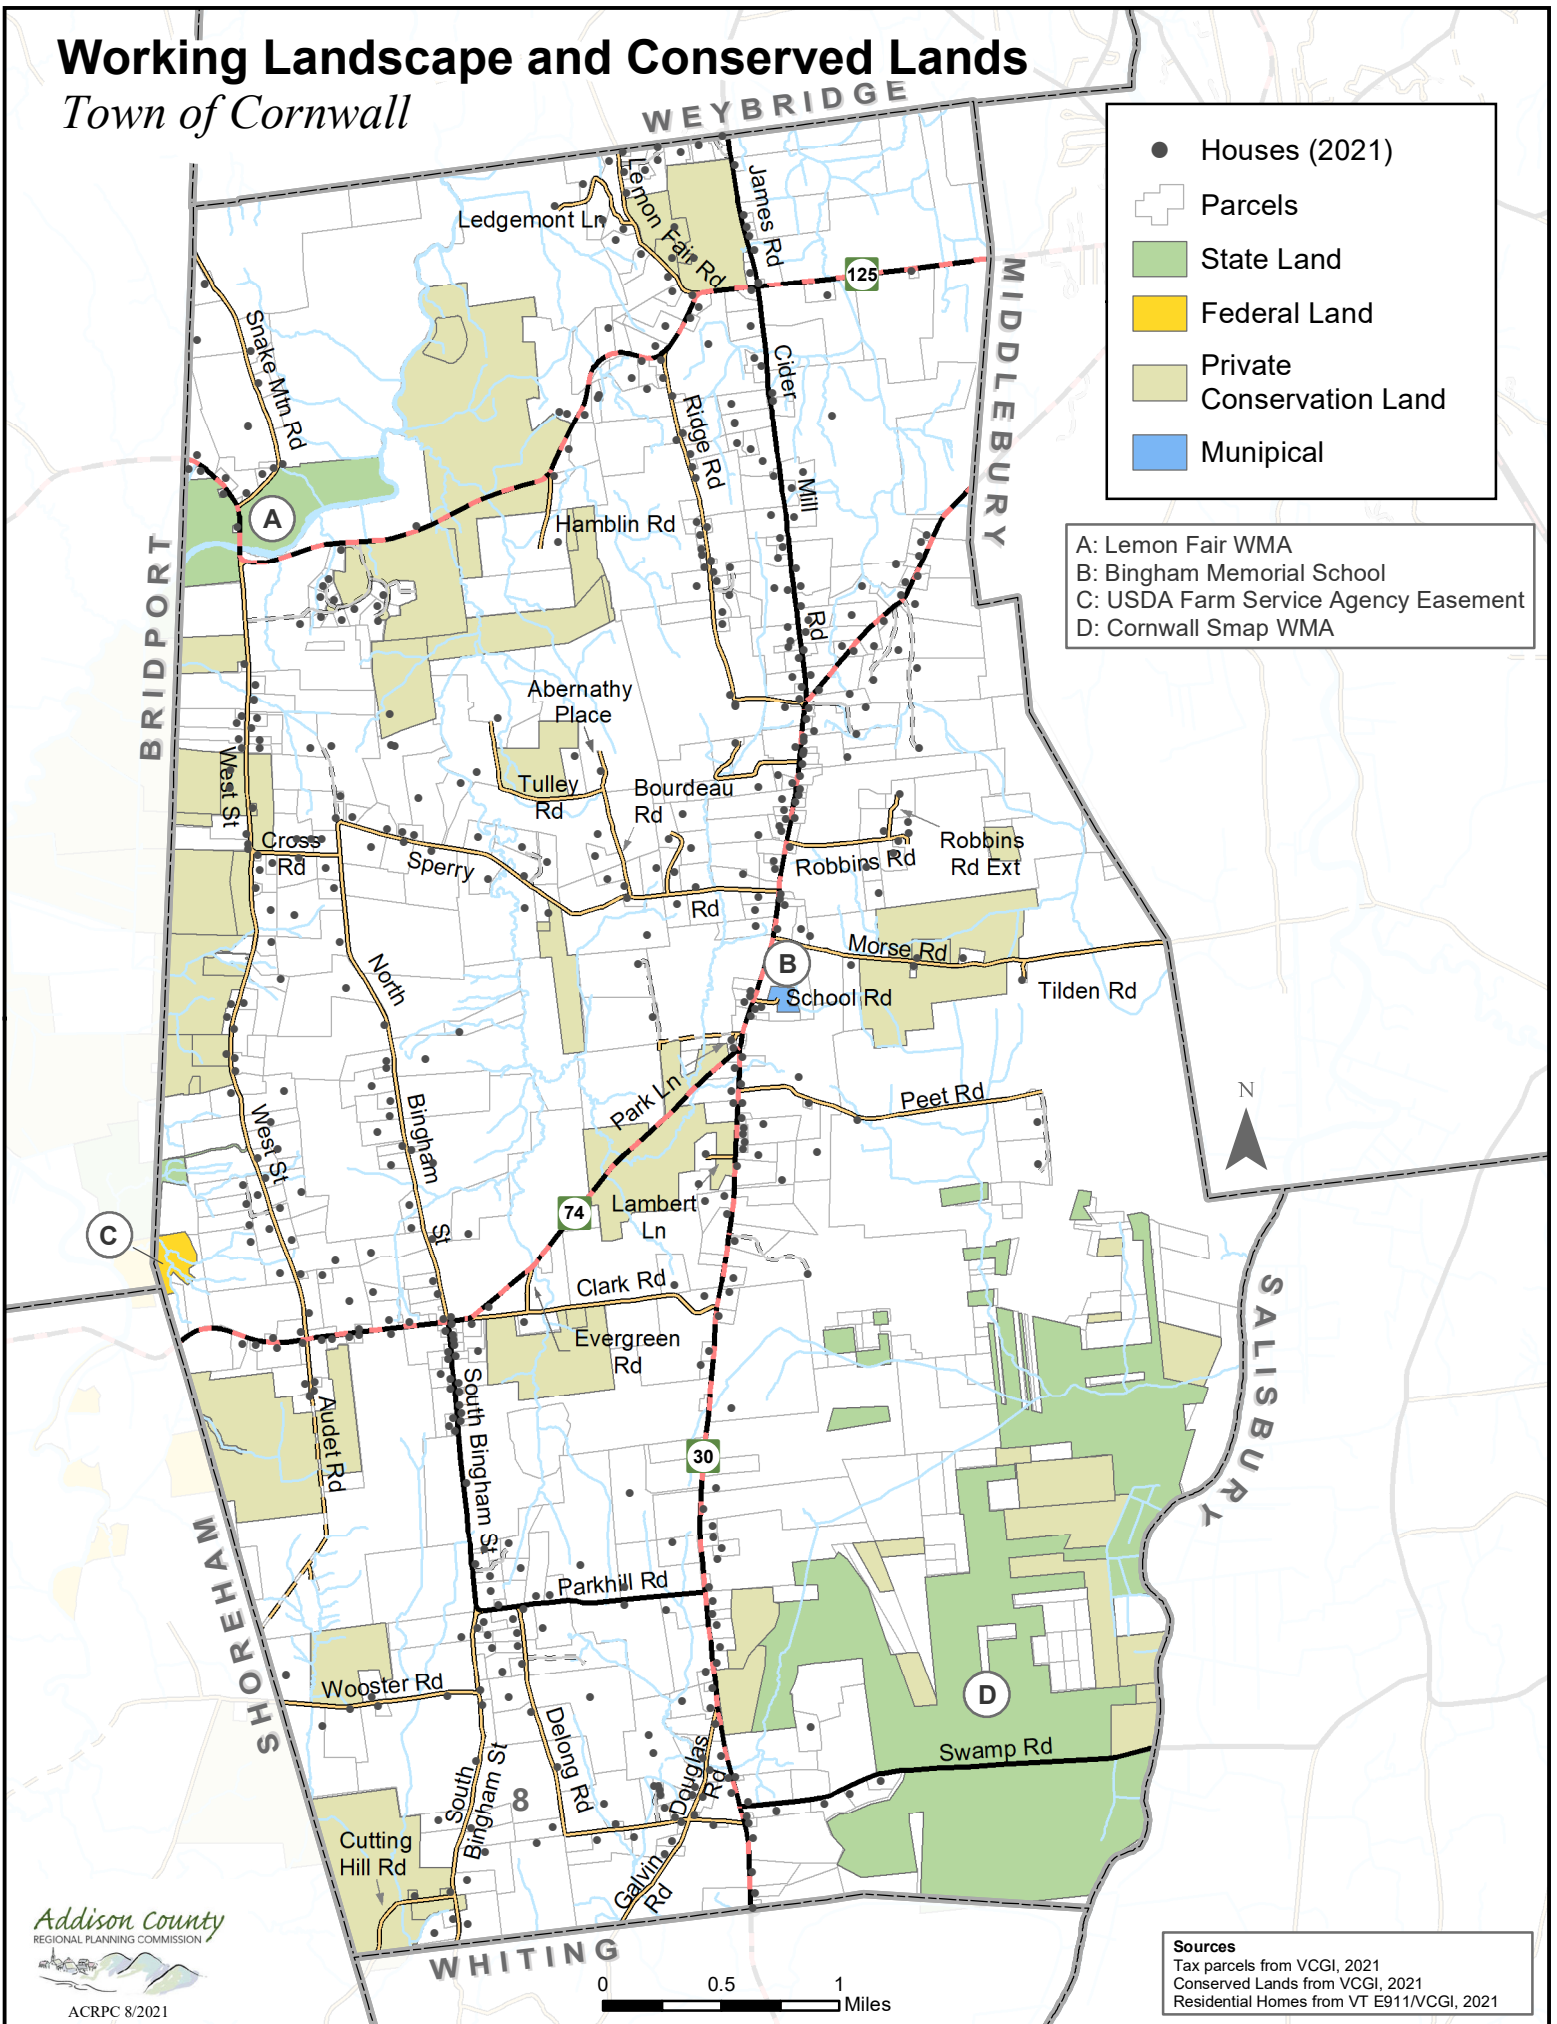 Working Landscape and Conserved Lands
Town of Cornwall
WEYBRIDGE
Houses (2021)
Parcels
State Land
Federal Land
Private
Conservation Land
Munipical
A: Lemon Fair WMA
B: Bingham Memorial School
C: USDA Farm Service Agency Easement
D: Cornwall Smap WMA
Lemon Fair Rd
James Rd
Ledgemont Ln
125
MIDDLEBURY
Snake Mtn Rd
Cider
Mill
Rd
Ridge Rd
A
Hamblin Rd
BRIDPORT
Abernathy
Place
West St
Tulley
Rd
Bourdeau
Rd
Cross
Rd
Sperry
Rd
Robbins Rd
Robbins
Rd Ext
North
Bingham
St
Morse Rd
B
School Rd
Tilden Rd
Park Ln
Peet Rd
N
West St
74
Lambert
Ln
C
Clark Rd
Evergreen
Rd
SALISBURY
Audet Rd
South Bingham St
30
SHOREHAM
Parkhill Rd
Wooster Rd
D
Delong Rd
Douglas
Rd
Swamp Rd
South
Bingham St
8
Cutting
Hill Rd
Galvin
Rd
WHITING
Addison County
REGIONAL PLANNING COMMISSION
ACRPC 8/2021
0 0.5 1
Miles
Sources
Tax parcels from VCGI, 2021
Conserved Lands from VCGI, 2021
Residential Homes from VT E911/VCGI, 2021